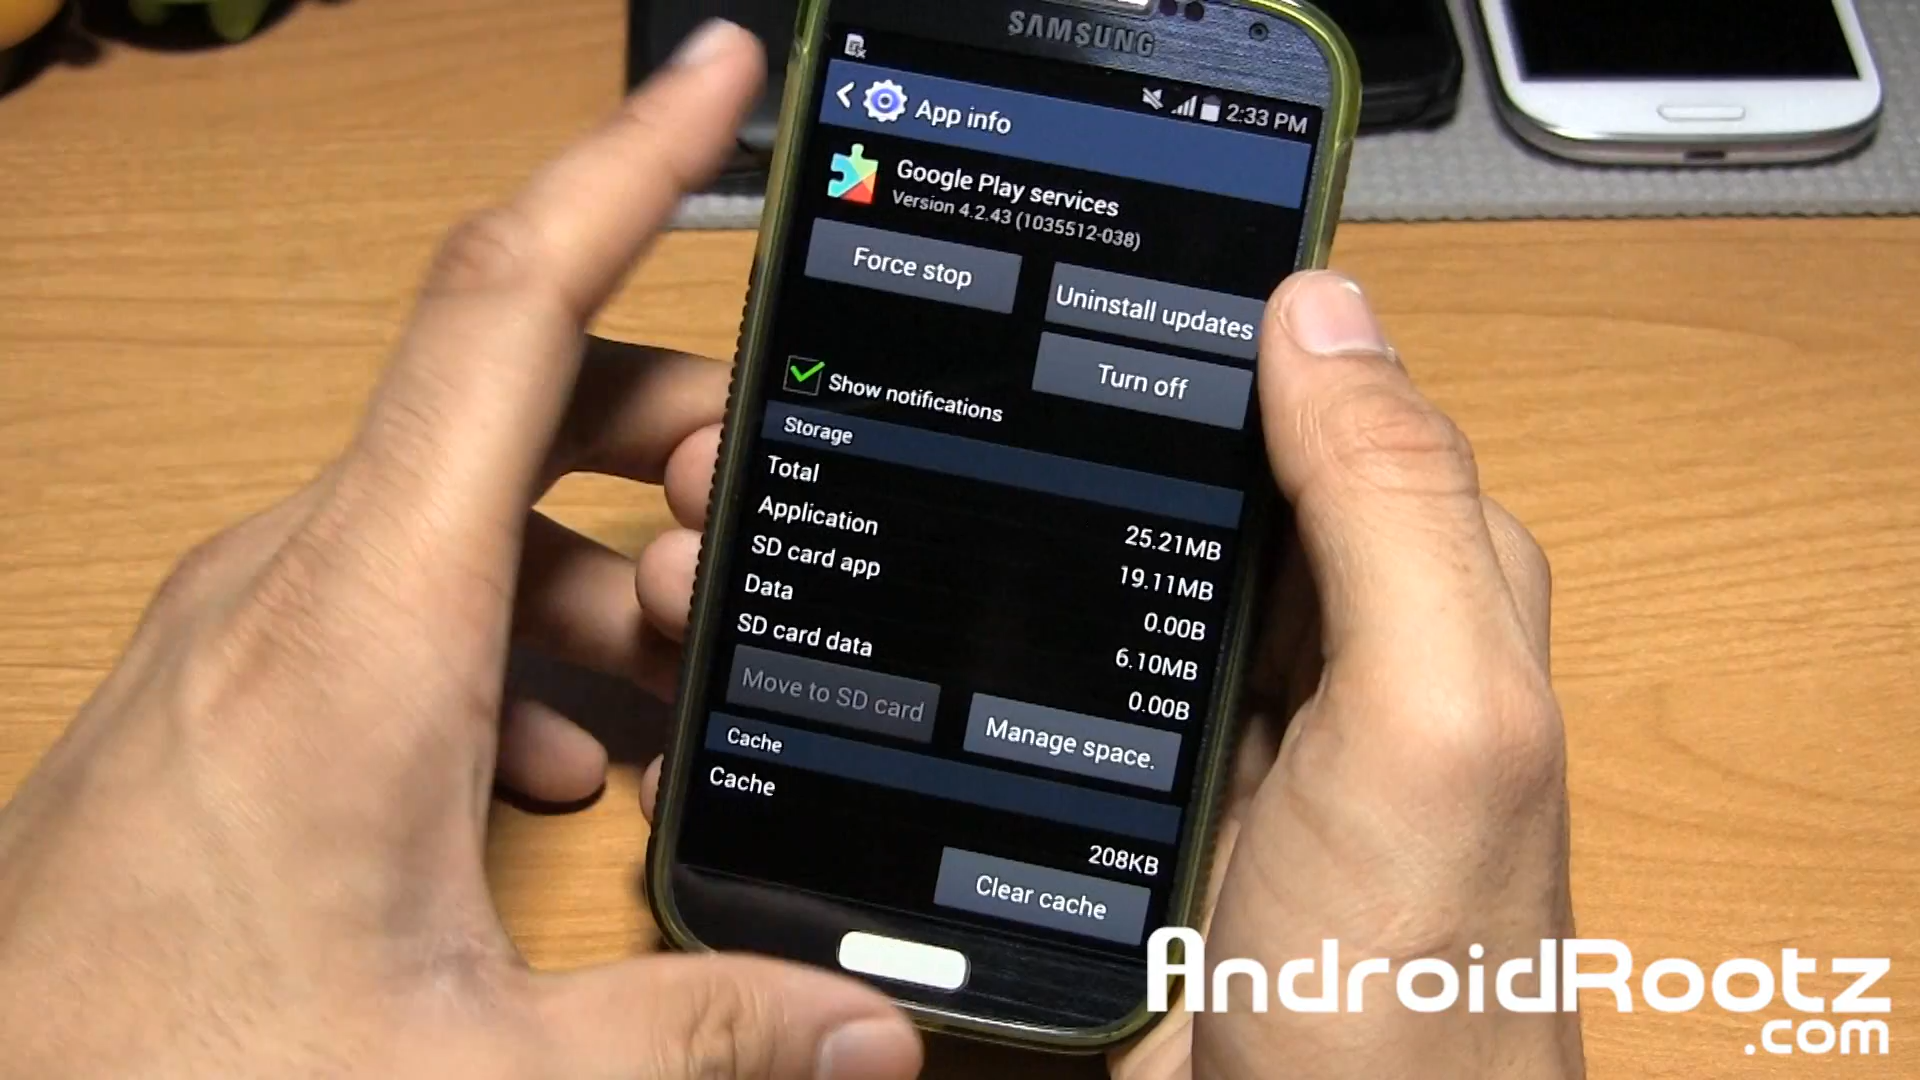 SAMSUNG
2:33 PM
App info
Google Play services
Version 4.2.43 (1035512-038)
Force stop
Uninstall updates
Turn off
Show notifications
Storage
Total
25.21MB
Application
19.11MB
SD card app
0.00B
Data
6.10MB
SD card data
0.00B
Move to SD card
Manage space.
Cache
Cache
208KB
Clear cache
AndroidRootz
.com